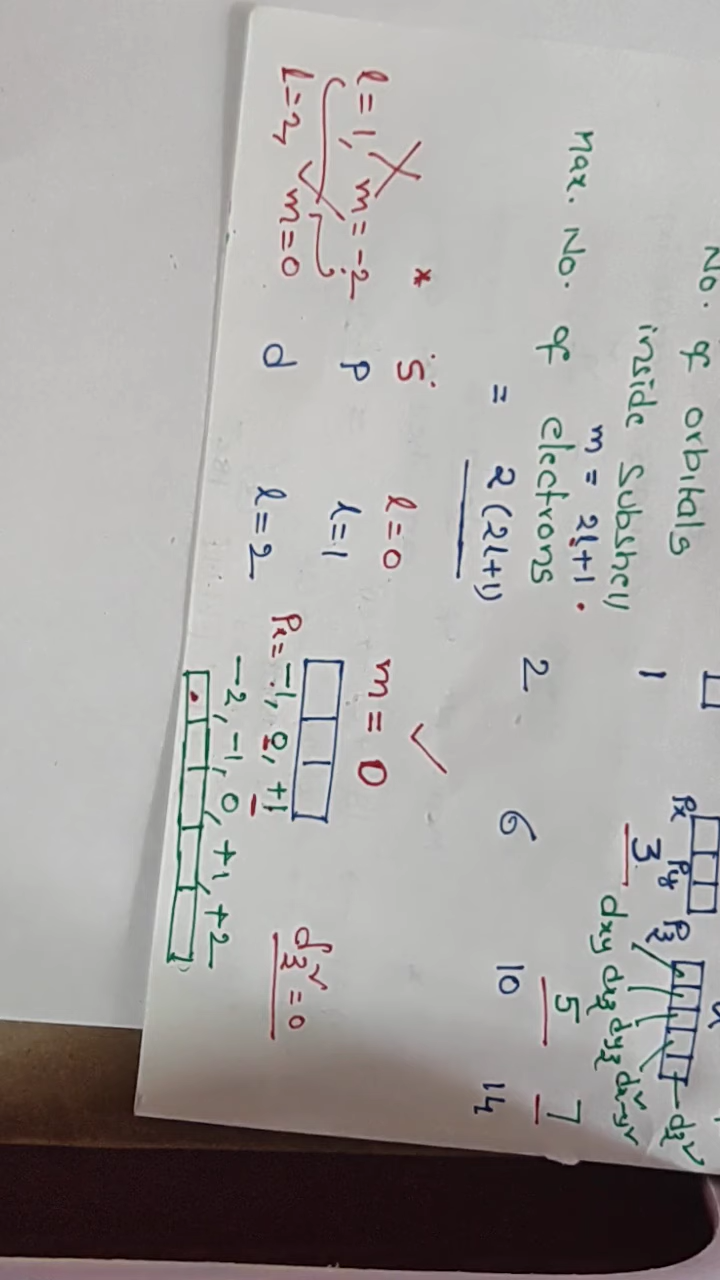 No. of orbitals
inside subshell 1 3 5 7
Px Py Pz
dxy dxz dyz dx²-y² dz²
m = 2l+1.
Max. No. of electrons 2 6 10 14
= 2(2l+1)
* s l=0 m = 0
l=1, m = -2 p l=1
l=2, m=0 d l=2
Px = -1, 0, +1 dz² = 0
-2, -1, 0, +1, +2